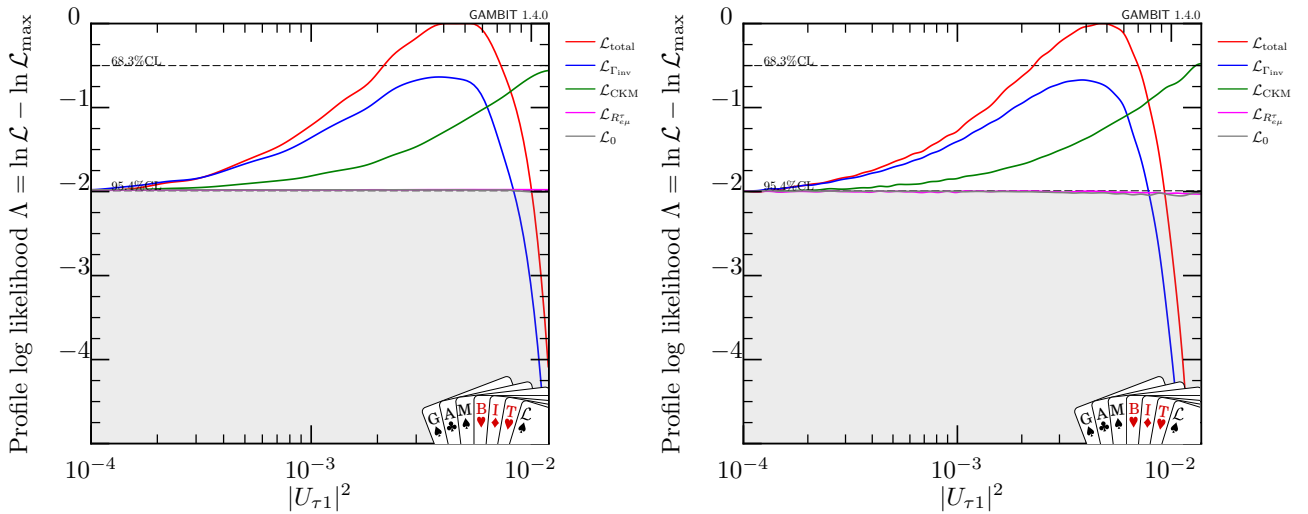 GAMBIT 1.4.0
Profile log likelihood Λ = ln ℒ − ln ℒmax
0
−1
−2
−3
−4
68.3%CL
95.4%CL
ℒtotal
ℒΓinv
ℒCKM
ℒRτeμ
ℒ0
G A M B I T ℒ
10−4
10−3
10−2
|Uτ1|2
GAMBIT 1.4.0
Profile log likelihood Λ = ln ℒ − ln ℒmax
0
−1
−2
−3
−4
68.3%CL
95.4%CL
ℒtotal
ℒΓinv
ℒCKM
ℒRτeμ
ℒ0
G A M B I T ℒ
10−4
10−3
10−2
|Uτ1|2